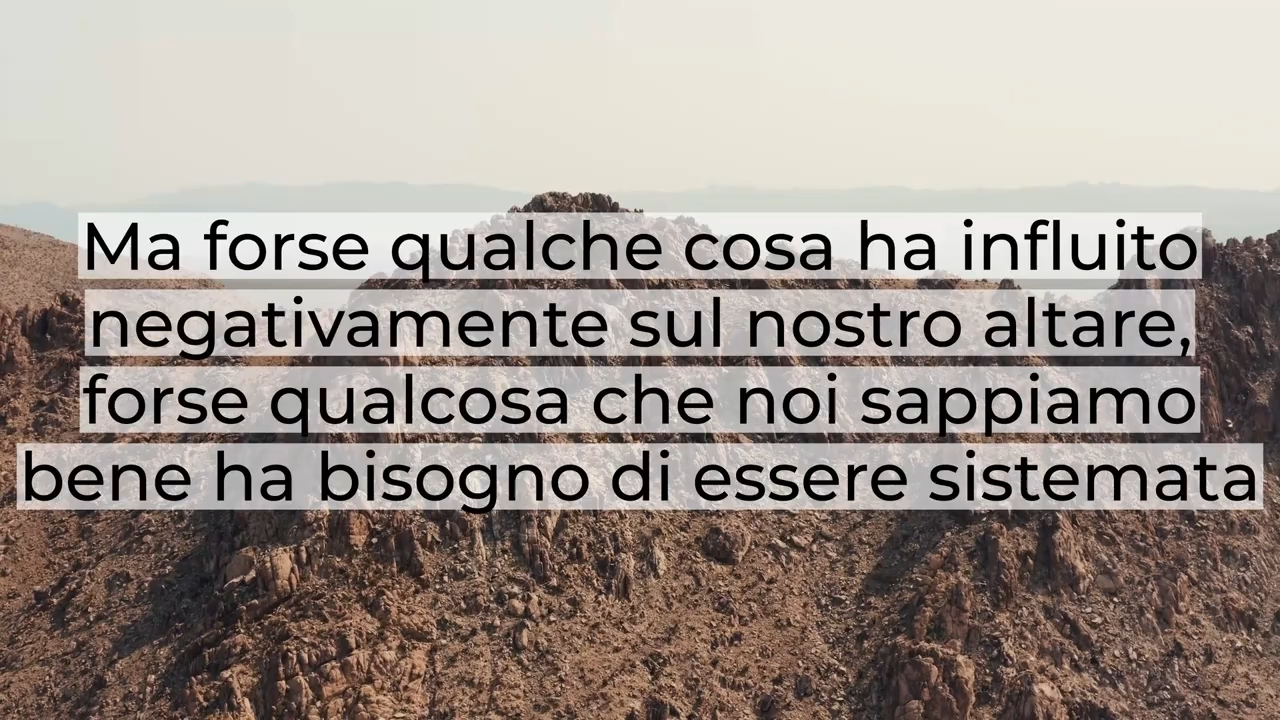 Ma forse qualche cosa ha influito
negativamente sul nostro altare,
forse qualcosa che noi sappiamo
bene ha bisogno di essere sistemata